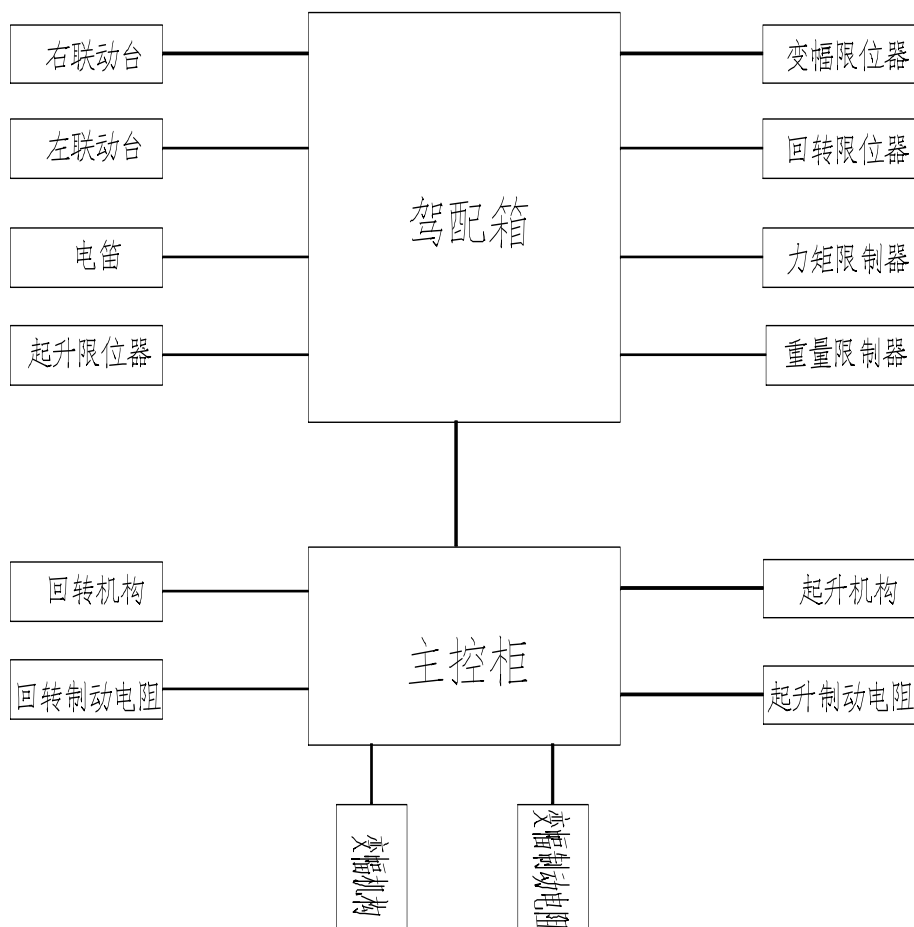 右联动台
变幅限位器
左联动台
回转限位器
驾配箱
电笛
力矩限制器
起升限位器
重量限制器
回转机构
起升机构
主控柜
回转制动电阻
起升制动电阻
变幅机构
变幅制动电阻